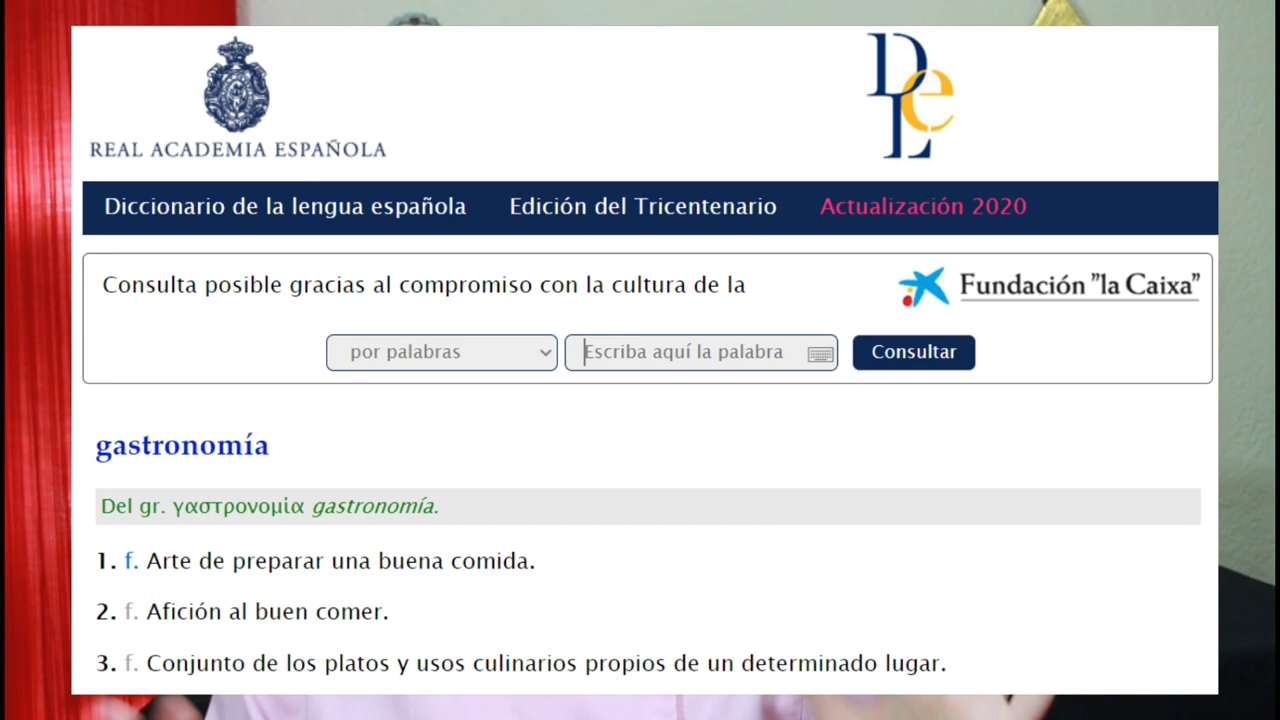 REAL ACADEMIA ESPAÑOLA
DLe
Diccionario de la lengua española Edición del Tricentenario Actualización 2020
Consulta posible gracias al compromiso con la cultura de la Fundación "la Caixa"
por palabras Escriba aquí la palabra Consultar
gastronomía
Del gr. γαστρονομία gastronomía.
1. f. Arte de preparar una buena comida.
2. f. Afición al buen comer.
3. f. Conjunto de los platos y usos culinarios propios de un determinado lugar.